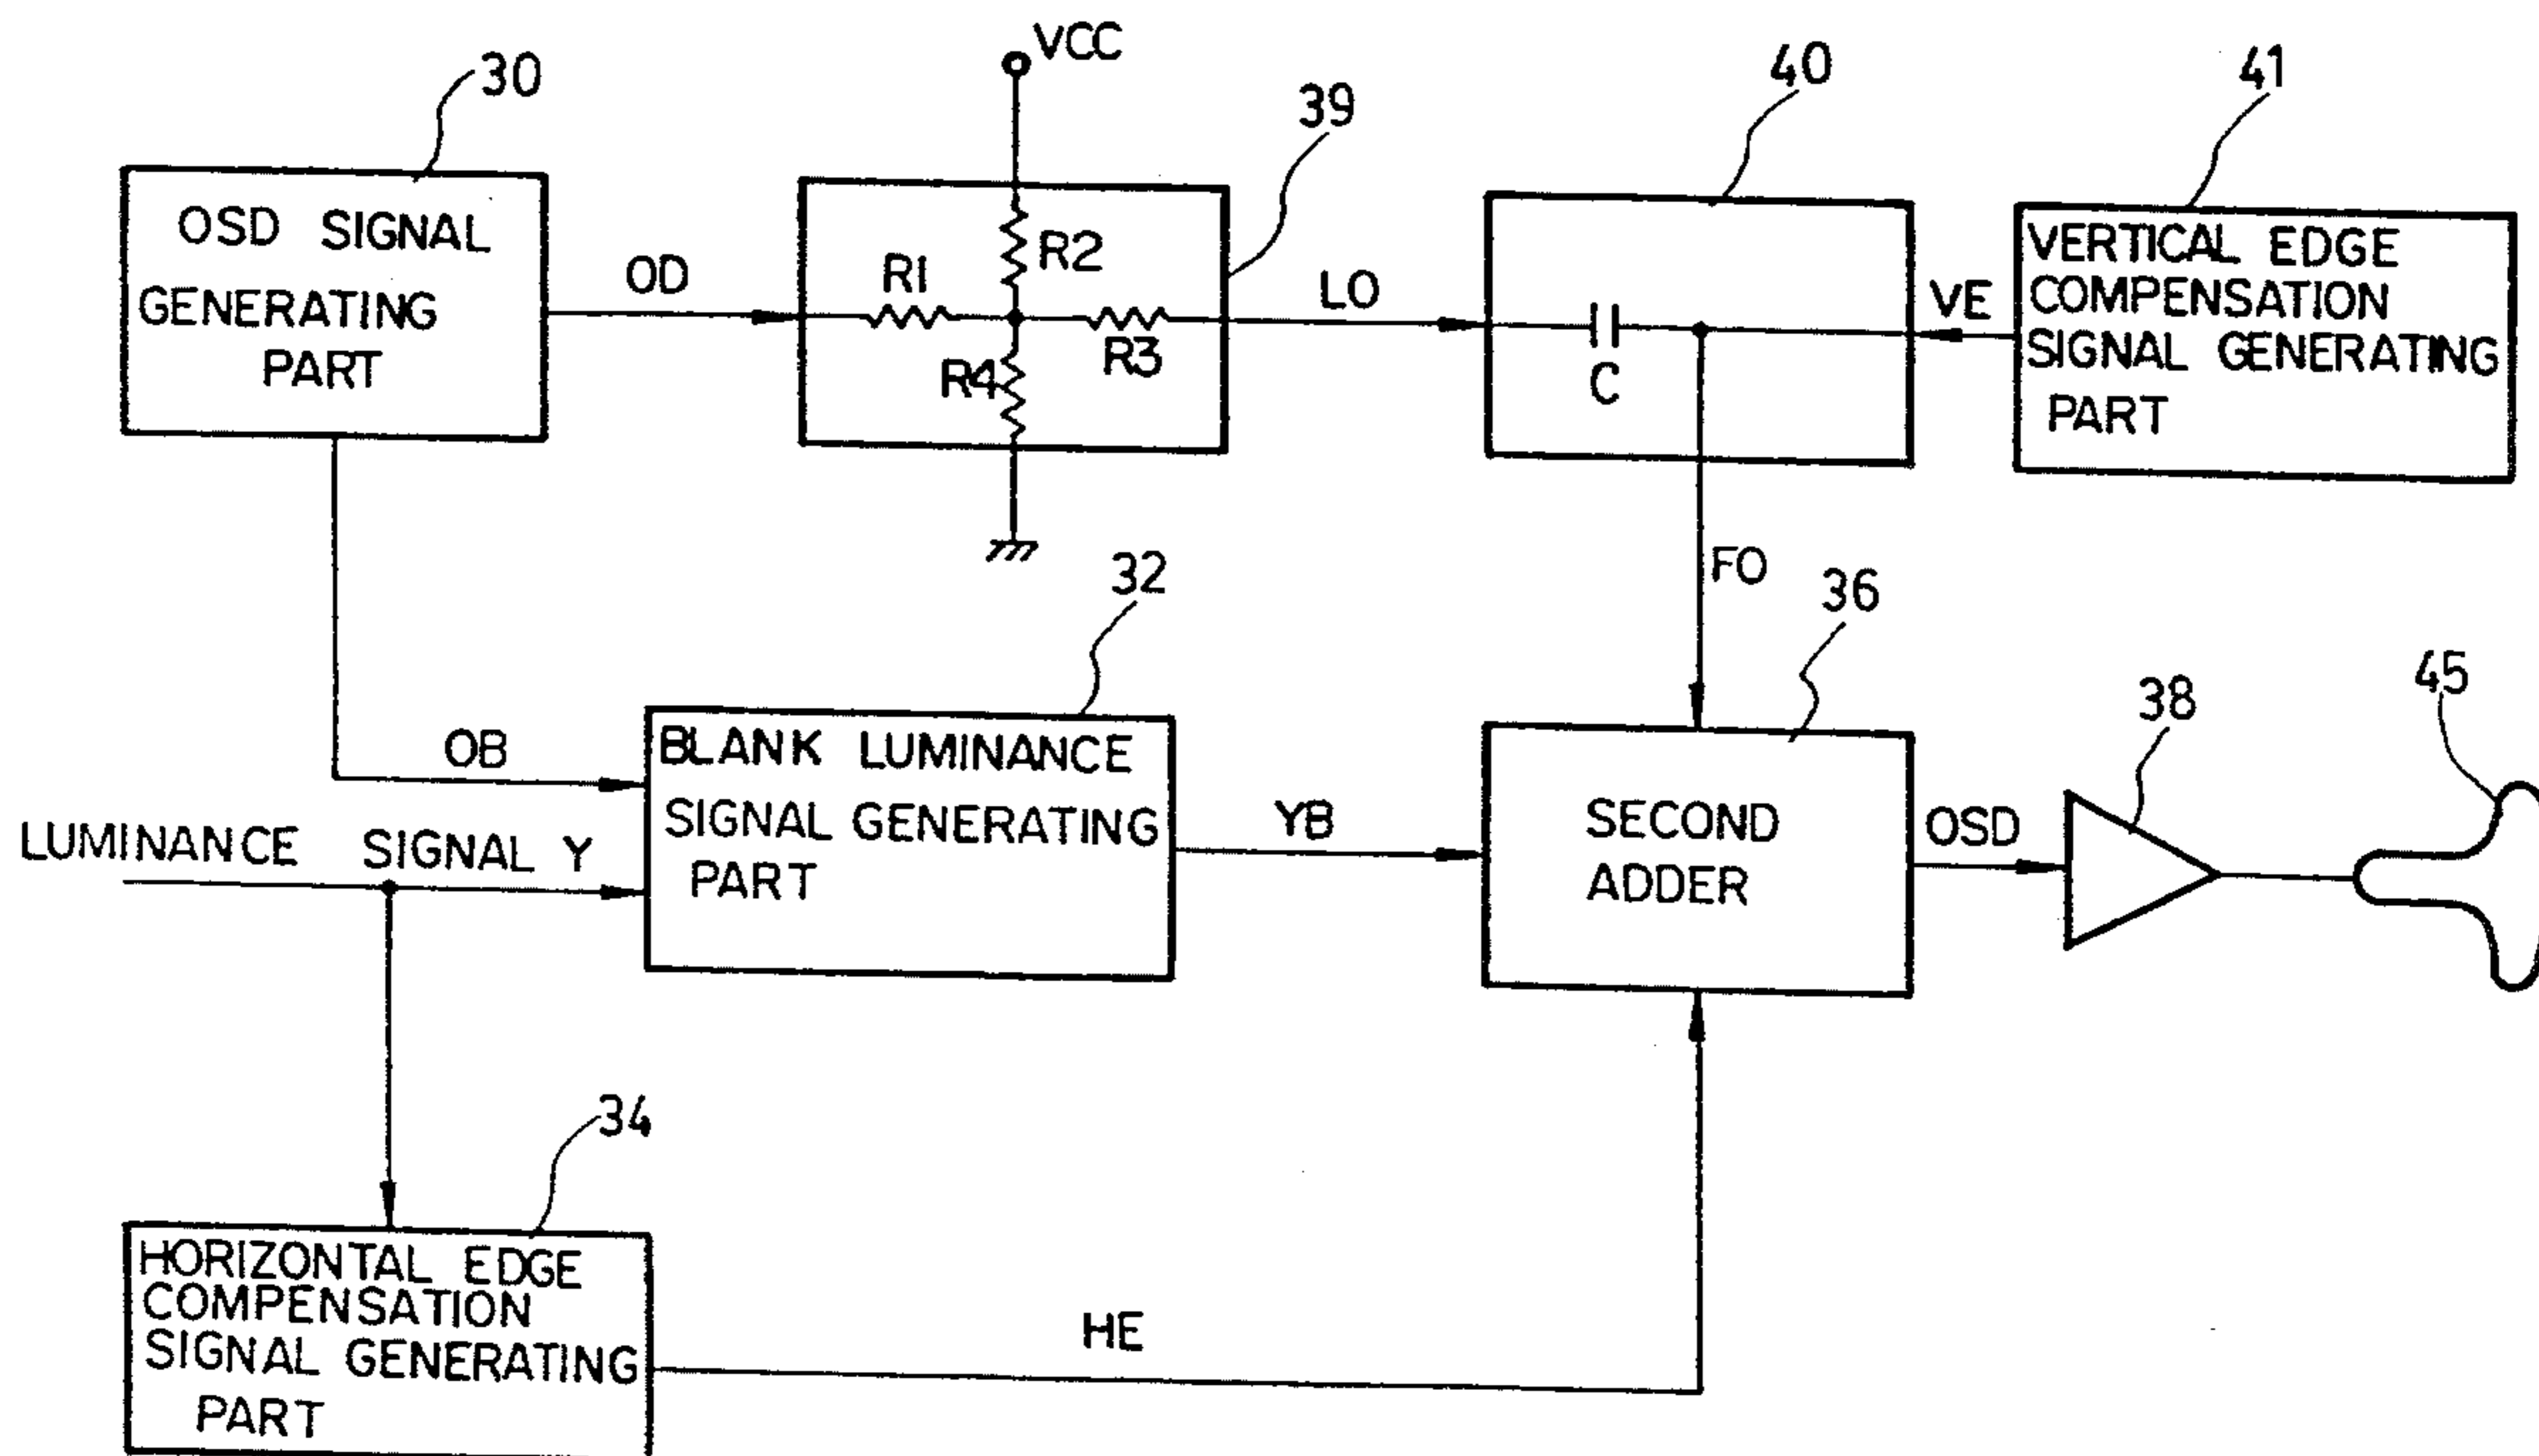 VCC
30
39
40
41
OSD SIGNAL
GENERATING
PART
OD
R1
R2
R3
R4
LO
C
VE
VERTICAL EDGE
COMPENSATION
SIGNAL GENERATING
PART
FO
32
36
38
45
OB
LUMINANCE SIGNAL Y
BLANK LUMINANCE
SIGNAL GENERATING
PART
YB
SECOND
ADDER
OSD
34
HORIZONTAL EDGE
COMPENSATION
SIGNAL GENERATING
PART
HE